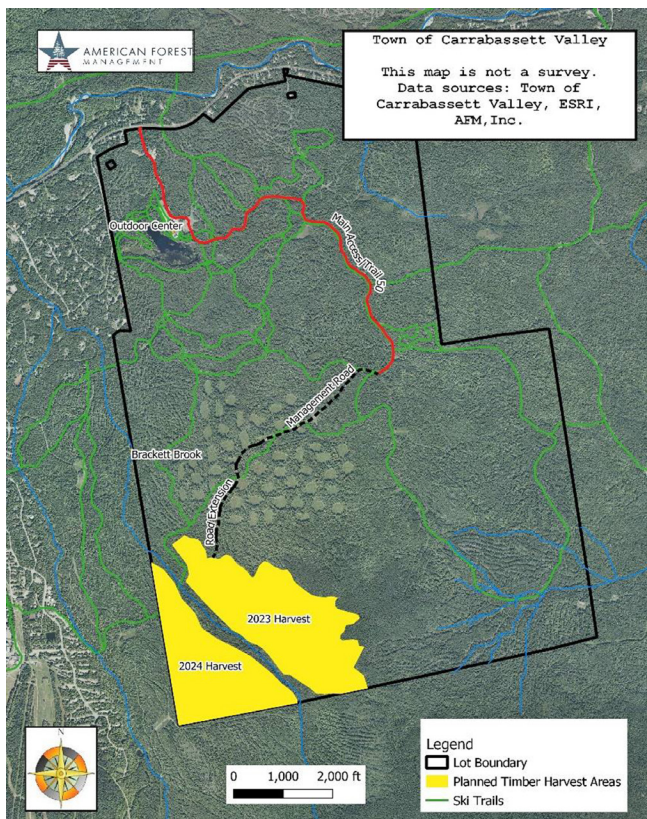 AMERICAN FOREST
MANAGEMENT
Town of Carrabassett Valley
This map is not a survey.
Data sources: Town of
Carrabassett Valley, ESRI,
AFM,Inc.
Outdoor Center
Main Access/Trail 50
Management Road
Brackett Brook
Road Extension
2023 Harvest
2024 Harvest
N
0 1,000 2,000 ft
Legend
Lot Boundary
Planned Timber Harvest Areas
Ski Trails